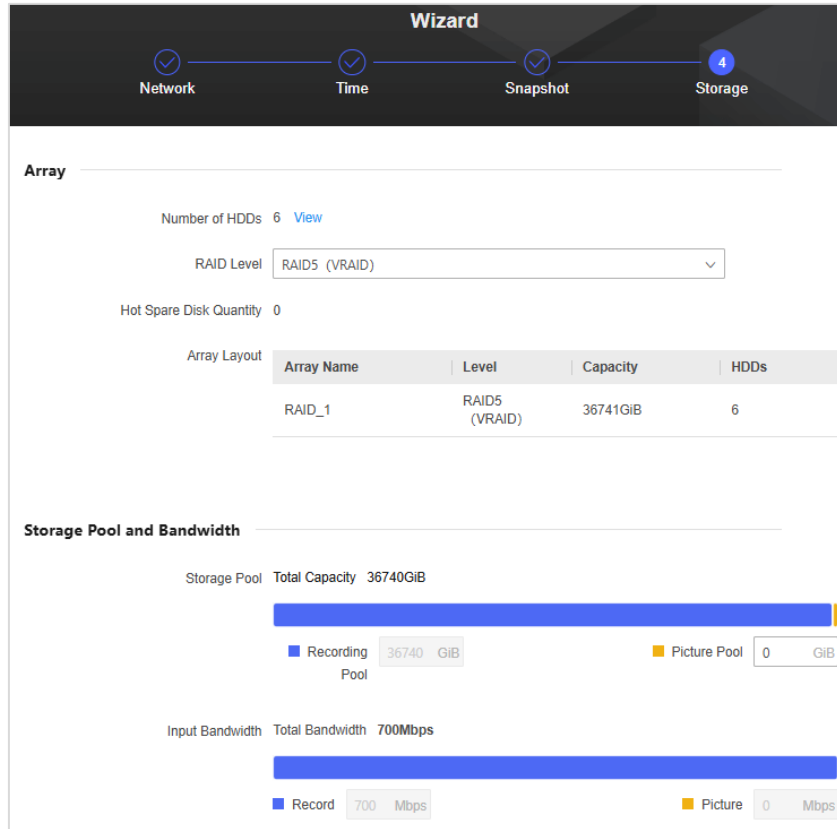 Wizard
4
Network Time Snapshot Storage
Array
Number of HDDs 6 View
RAID Level RAID5 (VRAID)
Hot Spare Disk Quantity 0
Array Layout
Array Name Level Capacity HDDs
RAID_1 RAID5 (VRAID) 36741GiB 6
Storage Pool and Bandwidth
Storage Pool Total Capacity 36740GiB
Recording Pool 36740 GiB Picture Pool 0 GiB
Input Bandwidth Total Bandwidth 700Mbps
Record 700 Mbps Picture 0 Mbps